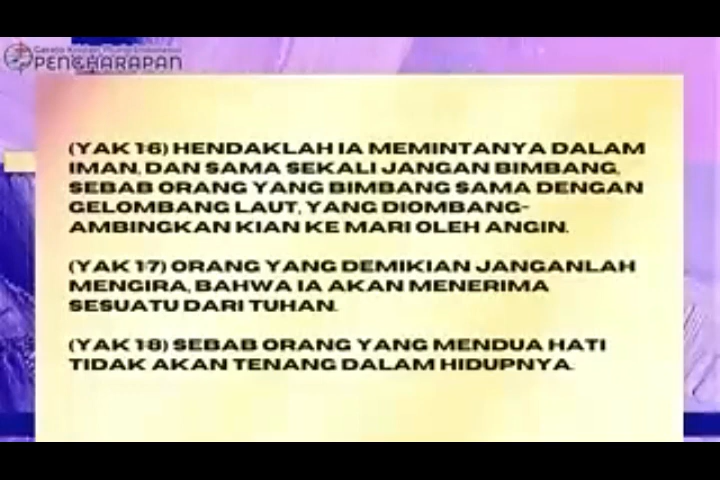 PENGHARAPAN
(YAK 1:6) HENDAKLAH IA MEMINTANYA DALAM
IMAN, DAN SAMA SEKALI JANGAN BIMBANG,
SEBAB ORANG YANG BIMBANG SAMA DENGAN
GELOMBANG LAUT, YANG DIOMBANG-
AMBINGKAN KIAN KE MARI OLEH ANGIN.
(YAK 1:7) ORANG YANG DEMIKIAN JANGANLAH
MENGIRA, BAHWA IA AKAN MENERIMA
SESUATU DARI TUHAN.
(YAK 1:8) SEBAB ORANG YANG MENDUA HATI
TIDAK AKAN TENANG DALAM HIDUPNYA.